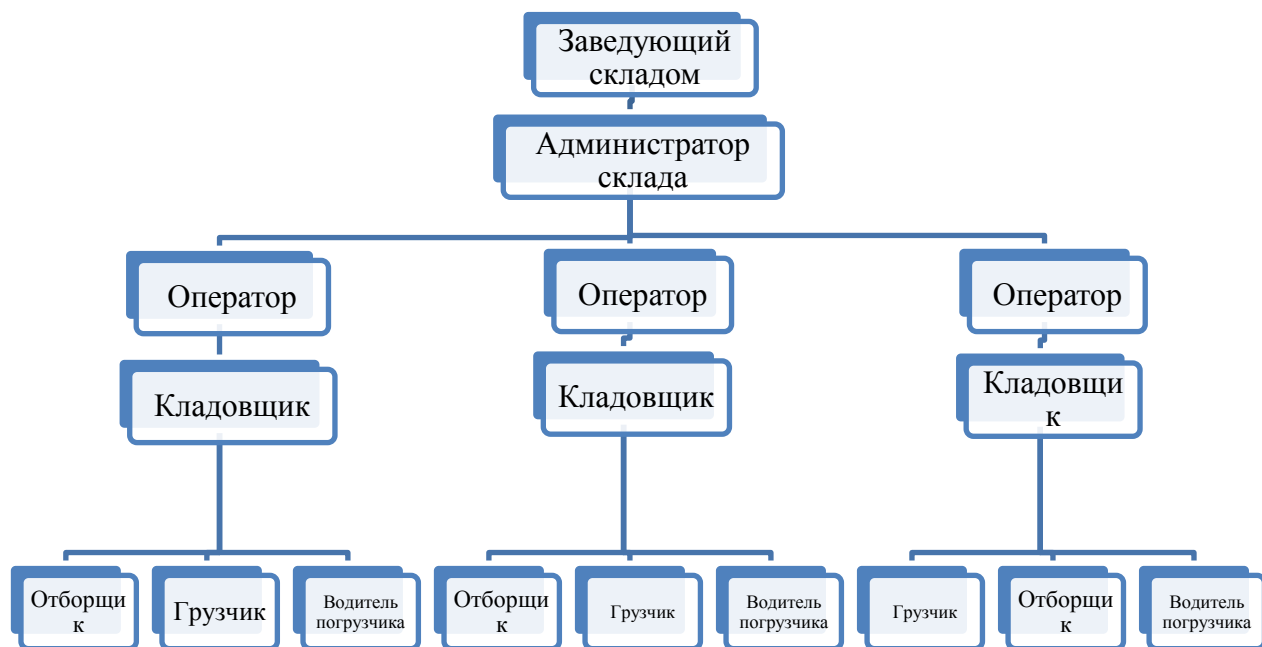 Заведующий
складом
Администратор
склада
Оператор
Оператор
Оператор
Кладовщик
Кладовщик
Кладовщи
к
Отборщи
к
Грузчик
Водитель
погрузчика
Отборщи
к
Грузчик
Водитель
погрузчика
Грузчик
Отборщи
к
Водитель
погрузчика